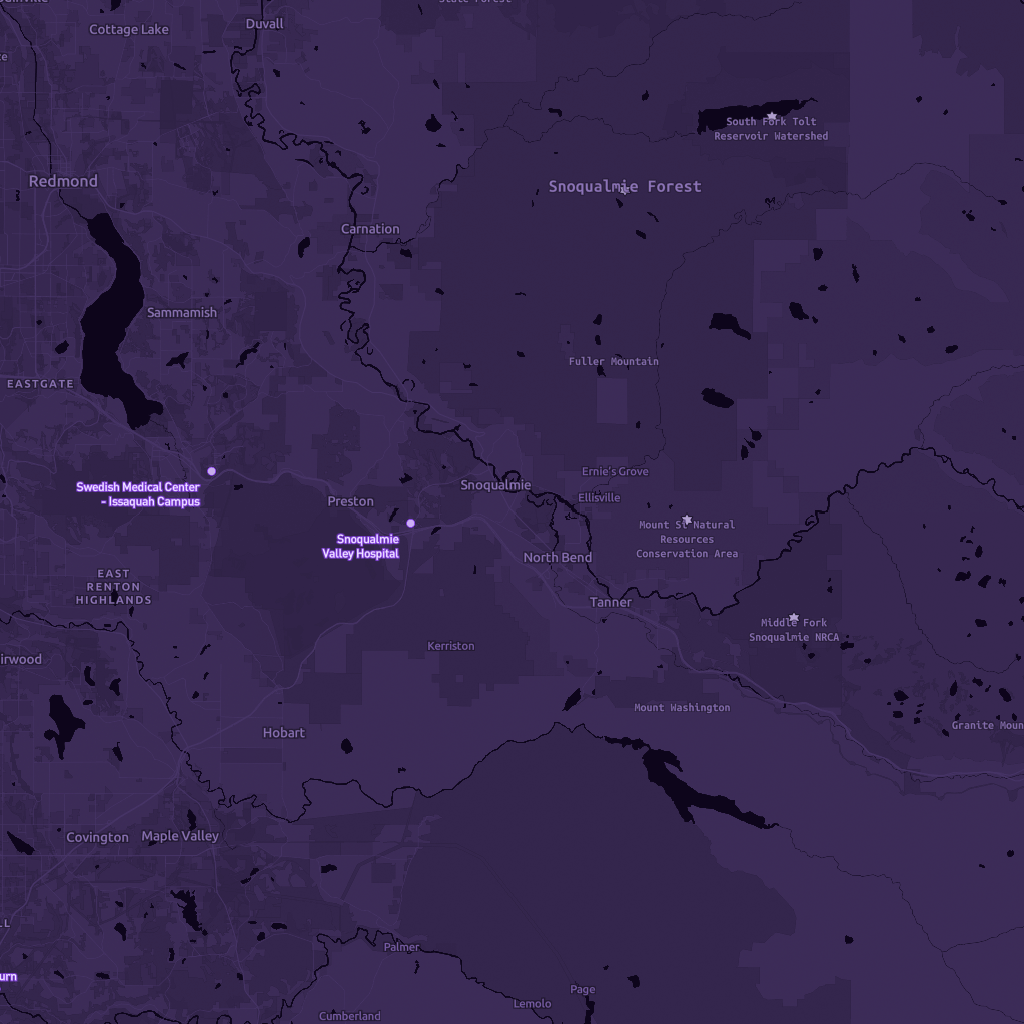 State Forest
Duvall
Cottage Lake
South Fork Tolt
Reservoir Watershed
Redmond
Snoqualmie Forest
Carnation
Sammamish
Fuller Mountain
EASTGATE
Ernie's Grove
Snoqualmie
Swedish Medical Center
- Issaquah Campus
Preston
Ellisville
Mount Si Natural
Resources
Conservation Area
Snoqualmie
Valley Hospital
North Bend
EAST
RENTON
HIGHLANDS
Tanner
Middle Fork
Snoqualmie NRCA
Kerriston
irwood
Mount Washington
Granite Moun
Hobart
Covington
Maple Valley
Palmer
urn
Page
Lemolo
Cumberland